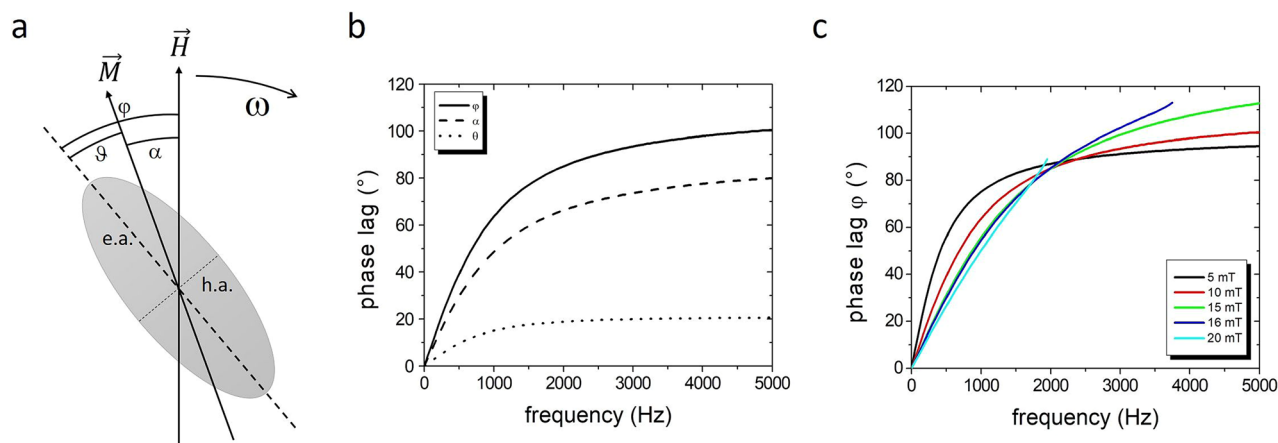 a
M
H
ω
φ
ϑ
α
e.a.
h.a.
b
phase lag (°)
120
100
80
60
40
20
0
φ
α
θ
0
1000
2000
3000
4000
5000
frequency (Hz)
c
phase lag φ (°)
120
100
80
60
40
20
0
5 mT
10 mT
15 mT
16 mT
20 mT
0
1000
2000
3000
4000
5000
frequency (Hz)